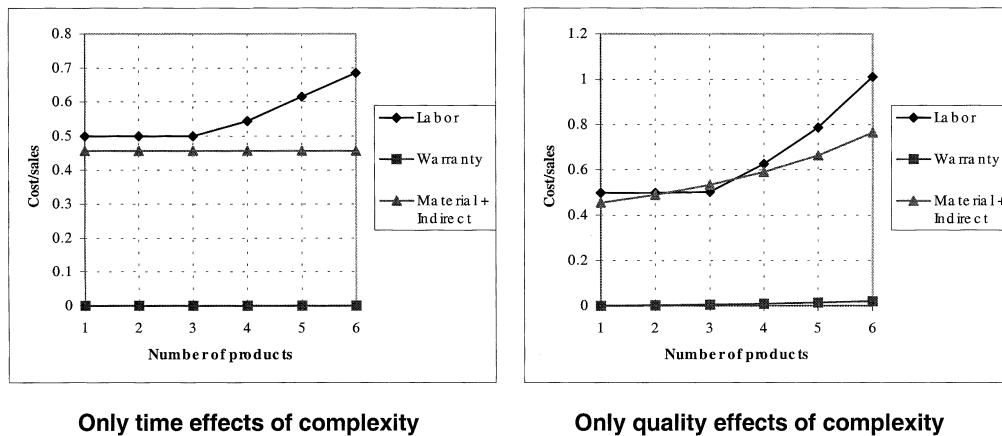 0.8
0.7
0.6
0.5
0.4
0.3
0.2
0.1
0
Cost/sales
1 2 3 4 5 6
Number of products
Labor
Warranty
Material +
Indirect
Only time effects of complexity
1.2
1
0.8
0.6
0.4
0.2
0
Cost/sales
1 2 3 4 5 6
Number of products
Labor
Warranty
Material +
Indirect
Only quality effects of complexity